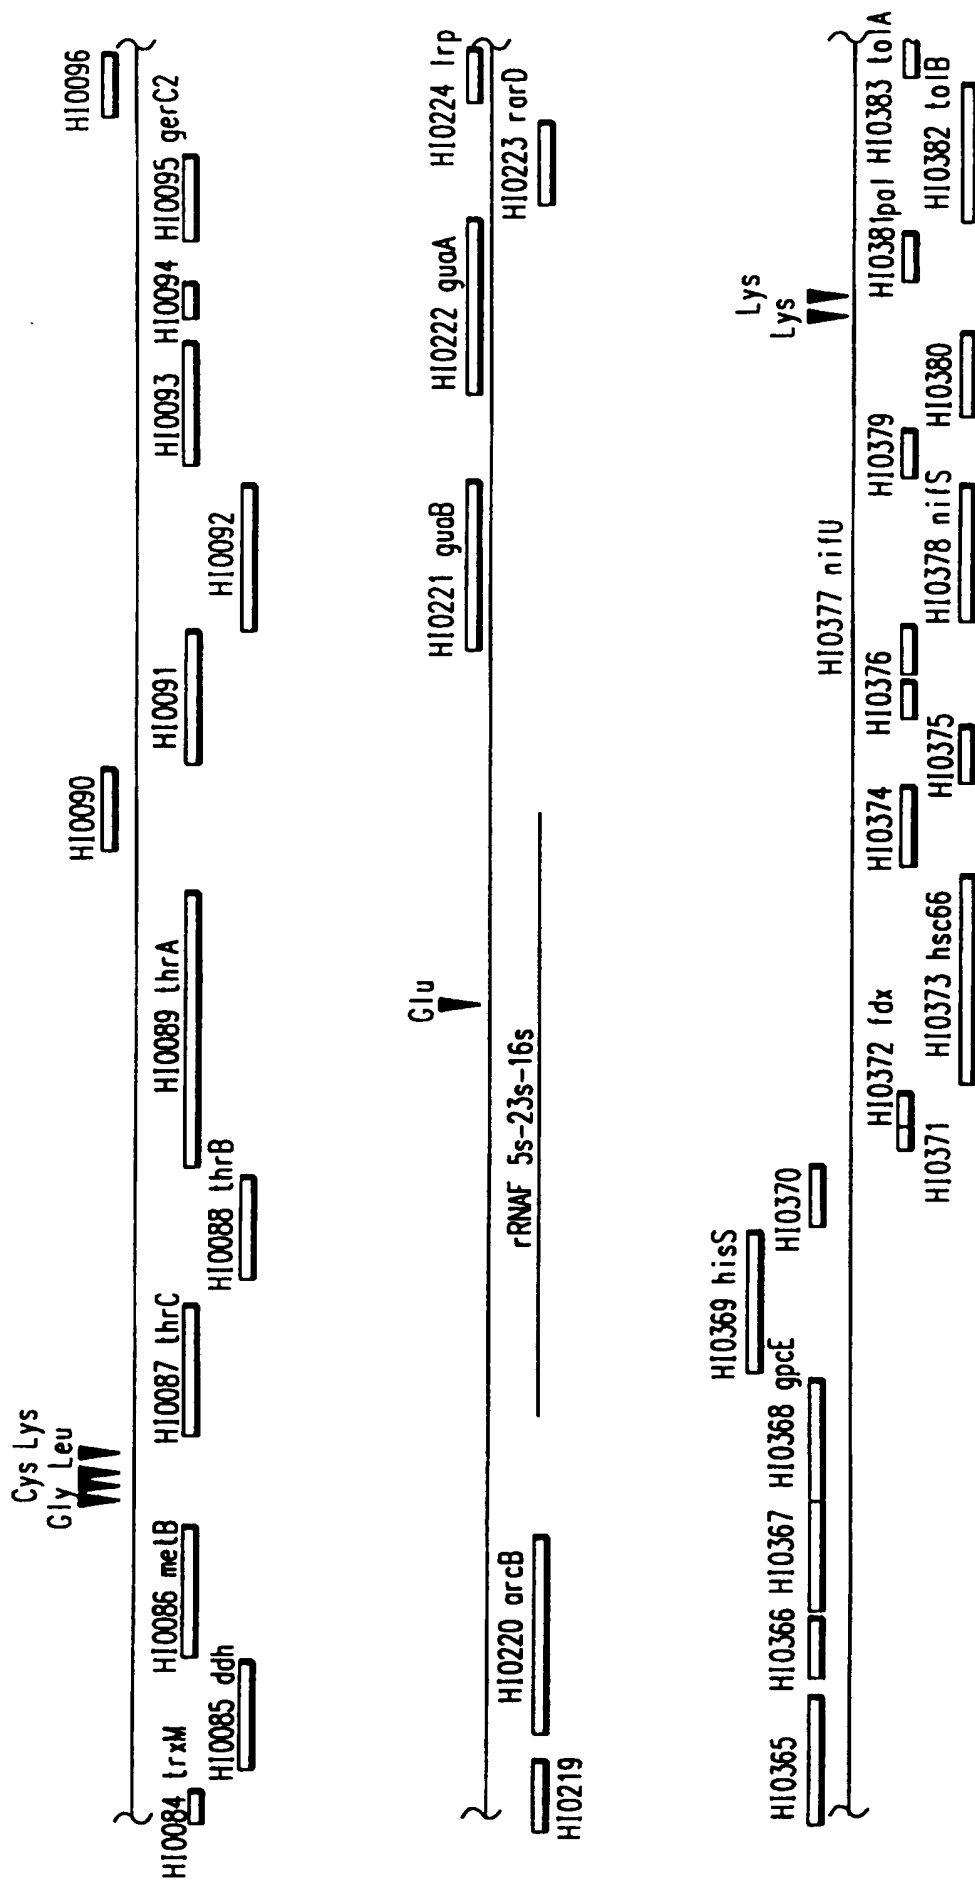 HI0084 trxM
HI0085 ddh
HI0086 metB
Gly Leu
Cys Lys
HI0087 thrC
HI0088 thrB
HI0089 thrA
HI0090
HI0091
HI0092
HI0093
HI0094
HI0095 gerC2
HI0096
HI0219
HI0220 arcB
rRNAF 5s-23s-16s
Glu
HI0221 guaB
HI0222 guaA
HI0223 rarD
HI0224 lrp
HI0365
HI0366
HI0367
HI0368 gpcE
HI0369 hisS
HI0370
HI0371
HI0372 fdx
HI0373 hsc66
HI0374
HI0375
HI0376
HI0377 nifU
HI0378 nifS
HI0379
HI0380
Lys
Lys
HI0381pal
HI0382 tolB
HI0383 tolA